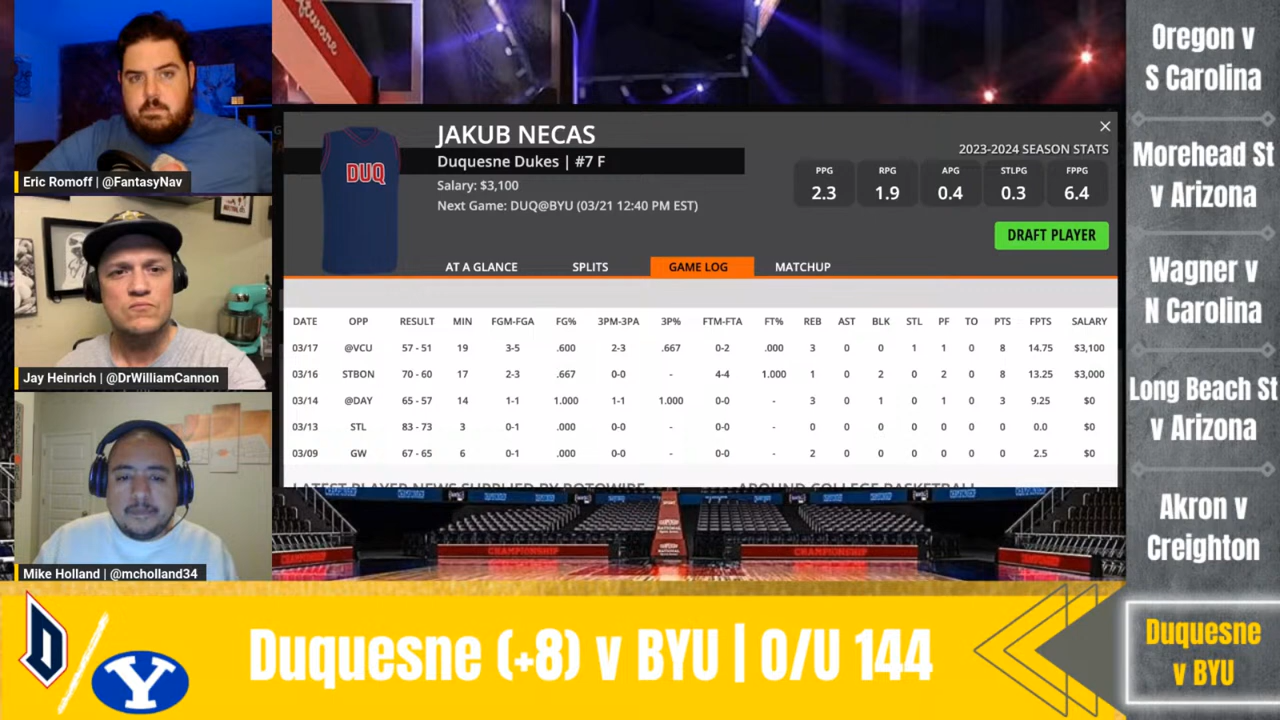 Eric Romoff | @FantasyNav
Jay Heinrich | @DrWilliamCannon
Mike Holland | @mcholland34
DUQ
JAKUB NECAS
Duquesne Dukes | #7 F
Salary: $3,100
Next Game: DUQ@BYU (03/21 12:40 PM EST)
2023-2024 SEASON STATS
PPG RPG APG STLPG FPPG
2.3 1.9 0.4 0.3 6.4
DRAFT PLAYER
AT A GLANCE SPLITS GAME LOG MATCHUP
DATE OPP RESULT MIN FGM-FGA FG% 3PM-3PA 3P% FTM-FTA FT% REB AST BLK STL PF TO PTS FPTS SALARY
03/17 @VCU 57 - 51 19 3-5 .600 2-3 .667 0-2 .000 3 0 0 1 1 0 8 14.75 $3,100
03/16 STBON 70 - 60 17 2-3 .667 0-0 - 4-4 1.000 1 0 2 0 2 0 8 13.25 $3,000
03/14 @DAY 65 - 57 14 1-1 1.000 1-1 1.000 0-0 - 3 0 1 0 1 0 3 9.25 $0
03/13 STL 83 - 73 3 0-1 .000 0-0 - 0-0 - 0 0 0 0 0 0 0 0.0 $0
03/09 GW 67 - 65 6 0-1 .000 0-0 - 0-0 - 2 0 0 0 0 0 0 2.5 $0
LATEST PLAYER NEWS SUPPLIED BY ROTOWIRE AROUND COLLEGE BASKETBALL
CHAMPIONSHIP
CHAMPIONSHIP
Oregon v
S Carolina
Morehead St
v Arizona
Wagner v
N Carolina
Long Beach St
v Arizona
Akron v
Creighton
Duquesne
v BYU
D
Y
Duquesne (+8) v BYU | O/U 144